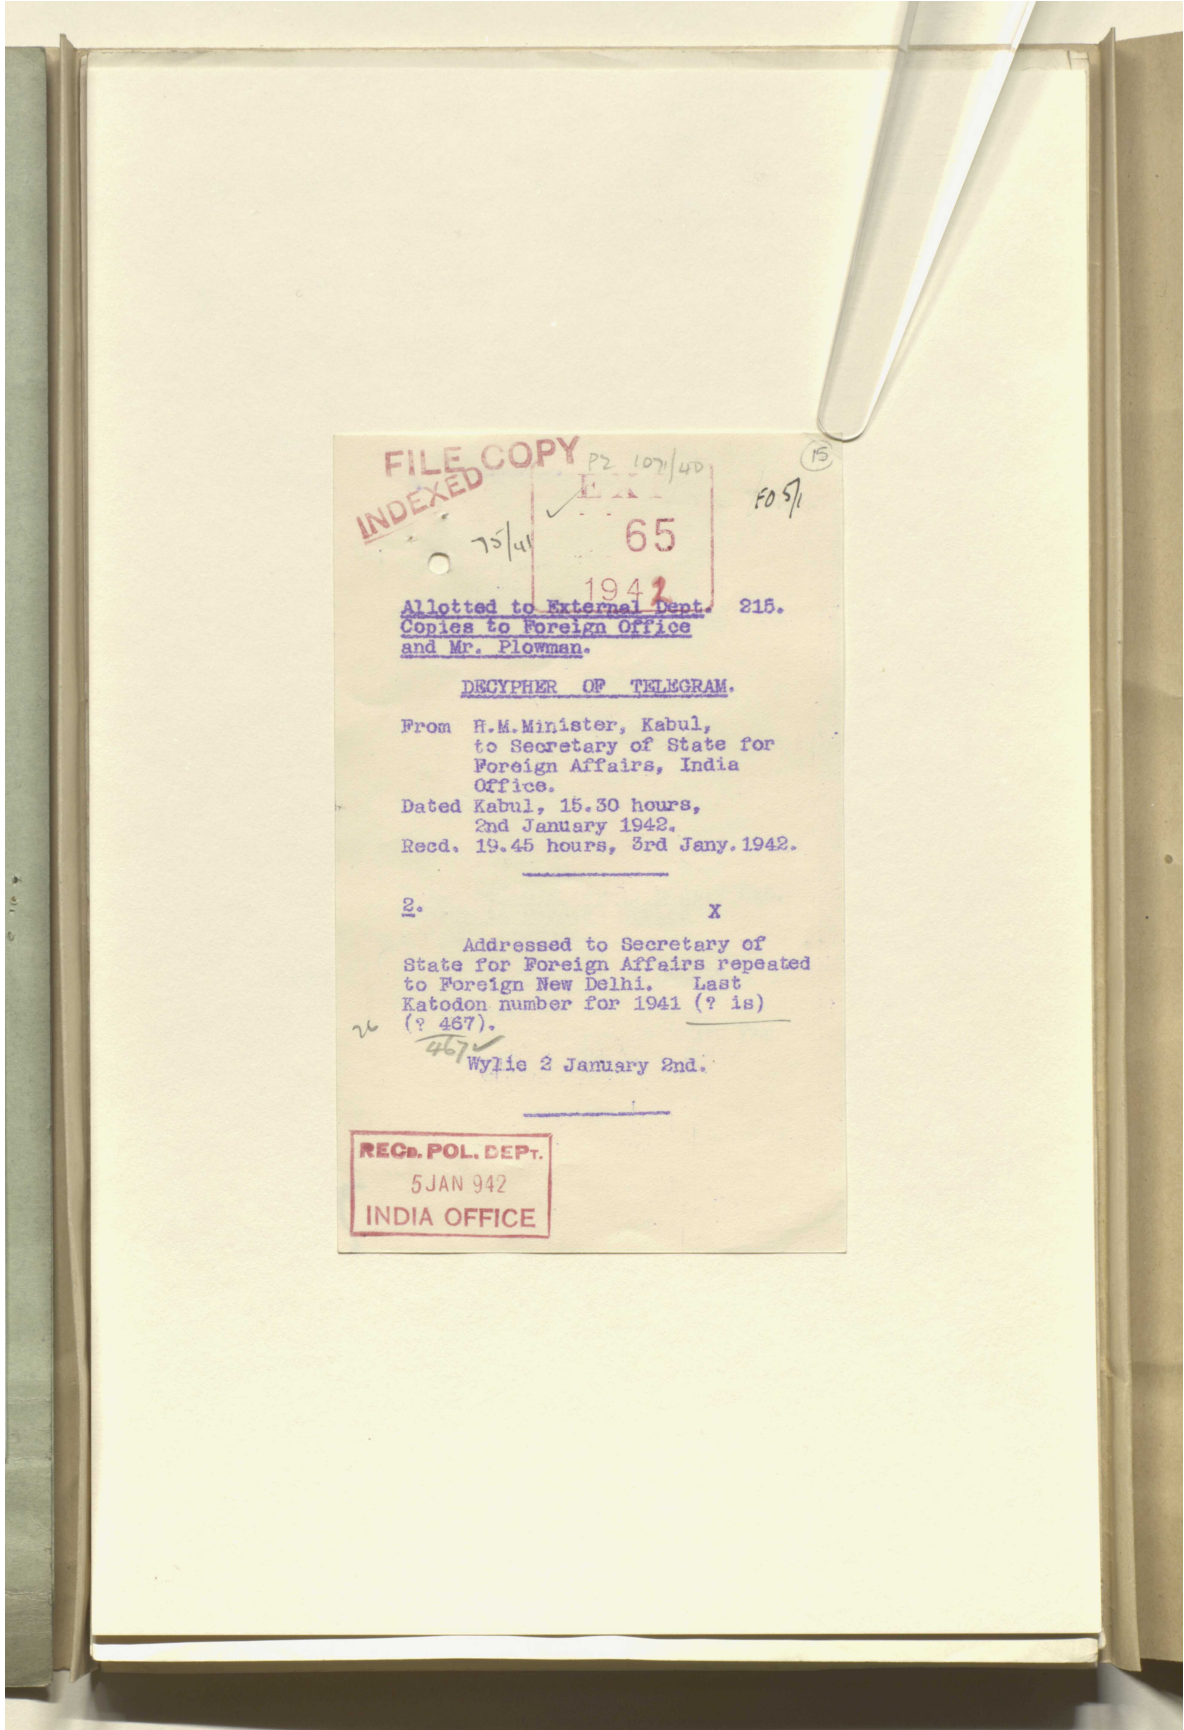 FILE COPY
INDEXED
PZ 1071/40
15
EXT
FO 5/1
75/41
65
1942
Allotted to External Dept. 215.
Copies to Foreign Office
and Mr. Plowman.
DECYPHER OF TELEGRAM.
From H.M.Minister, Kabul,
to Secretary of State for
Foreign Affairs, India
Office.
Dated Kabul, 15.30 hours,
2nd January 1942.
Recd. 19.45 hours, 3rd Jany.1942.
2. X
Addressed to Secretary of
State for Foreign Affairs repeated
to Foreign New Delhi. Last
Katodon number for 1941 (? is)
(? 467).
467
Wylie 2 January 2nd.
RECD. POL. DEPT.
5 JAN 942
INDIA OFFICE